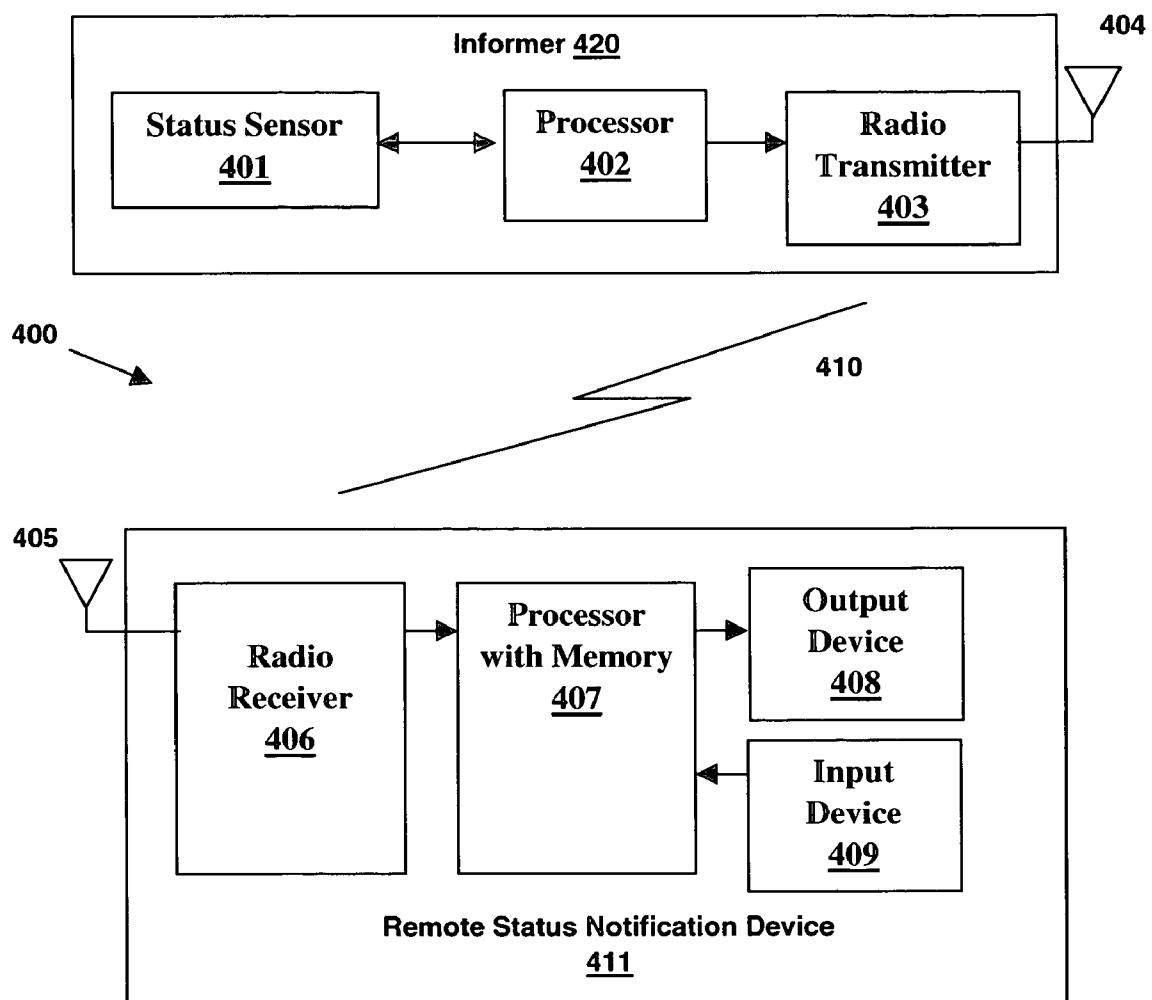 404
Informer 420
Status Sensor
401
Processor
402
Radio
Transmitter
403
400
410
405
Radio
Receiver
406
Processor
with Memory
407
Output
Device
408
Input
Device
409
Remote Status Notification Device
411